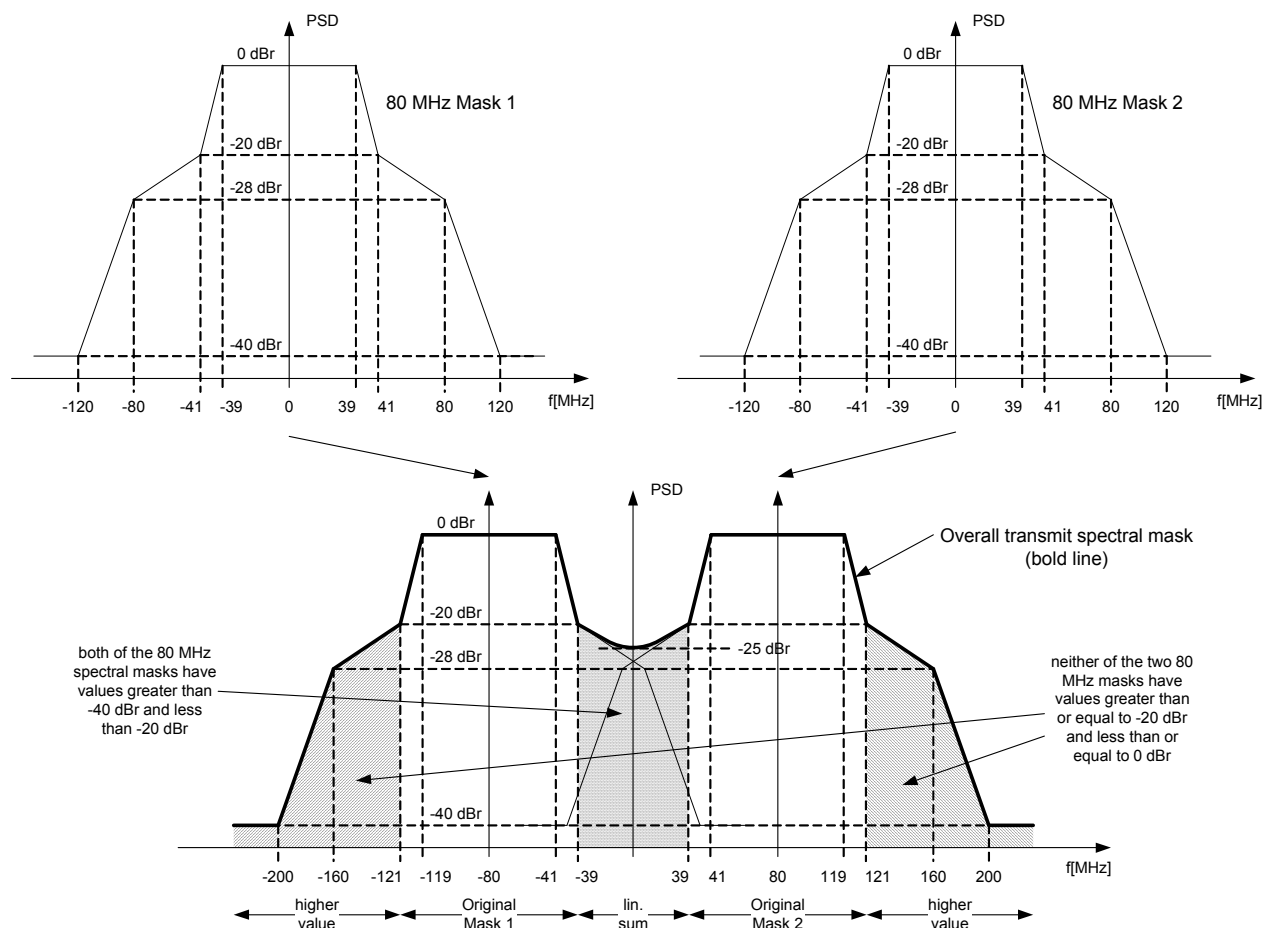 PSD
0 dBr
80 MHz Mask 1
-20 dBr
-28 dBr
-40 dBr
-120 -80 -41 -39 0 39 41 80 120 f[MHz]
PSD
0 dBr
80 MHz Mask 2
-20 dBr
-28 dBr
-40 dBr
-120 -80 -41 -39 0 39 41 80 120 f[MHz]
PSD
0 dBr
Overall transmit spectral mask
(bold line)
-20 dBr
-25 dBr
-28 dBr
both of the 80 MHz
spectral masks have
values greater than
-40 dBr and less
than -20 dBr
neither of the two 80
MHz masks have
values greater than
or equal to -20 dBr
and less than or
equal to 0 dBr
-40 dBr
-200 -160 -121 -119 -80 -41 -39 39 41 80 119 121 160 200 f[MHz]
higher
value
Original
Mask 1
lin.
sum
Original
Mask 2
higher
value